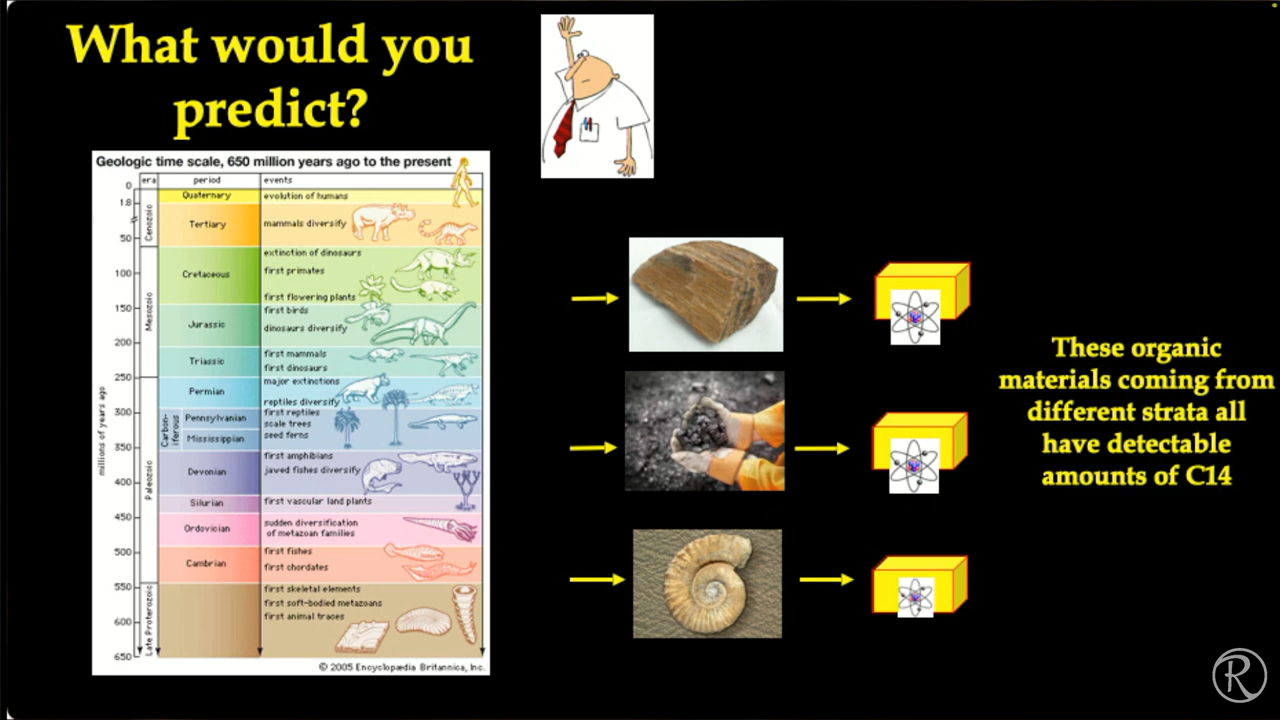 What would you
predict?
Geologic time scale, 650 million years ago to the present
era period events
0
1.8
50
100
150
200
250
300
350
400
450
500
550
600
650
millions of years ago
Cenozoic
Mesozoic
Paleozoic
Late Proterozoic
Quaternary evolution of humans
Tertiary mammals diversify
Cretaceous
extinction of dinosaurs
first primates
first flowering plants
Jurassic
first birds
dinosaurs diversify
Triassic
first mammals
first dinosaurs
Permian
major extinctions
reptiles diversify
Carbon-
iferous
Pennsylvanian
Mississippian
first reptiles
scale trees
seed ferns
Devonian
first amphibians
jawed fishes diversify
Silurian first vascular land plants
Ordovician
sudden diversification
of metazoan families
Cambrian
first fishes
first chordates
first skeletal elements
first soft-bodied metazoans
first animal traces
© 2005 Encyclopædia Britannica, Inc.
These organic
materials coming from
different strata all
have detectable
amounts of C14
R